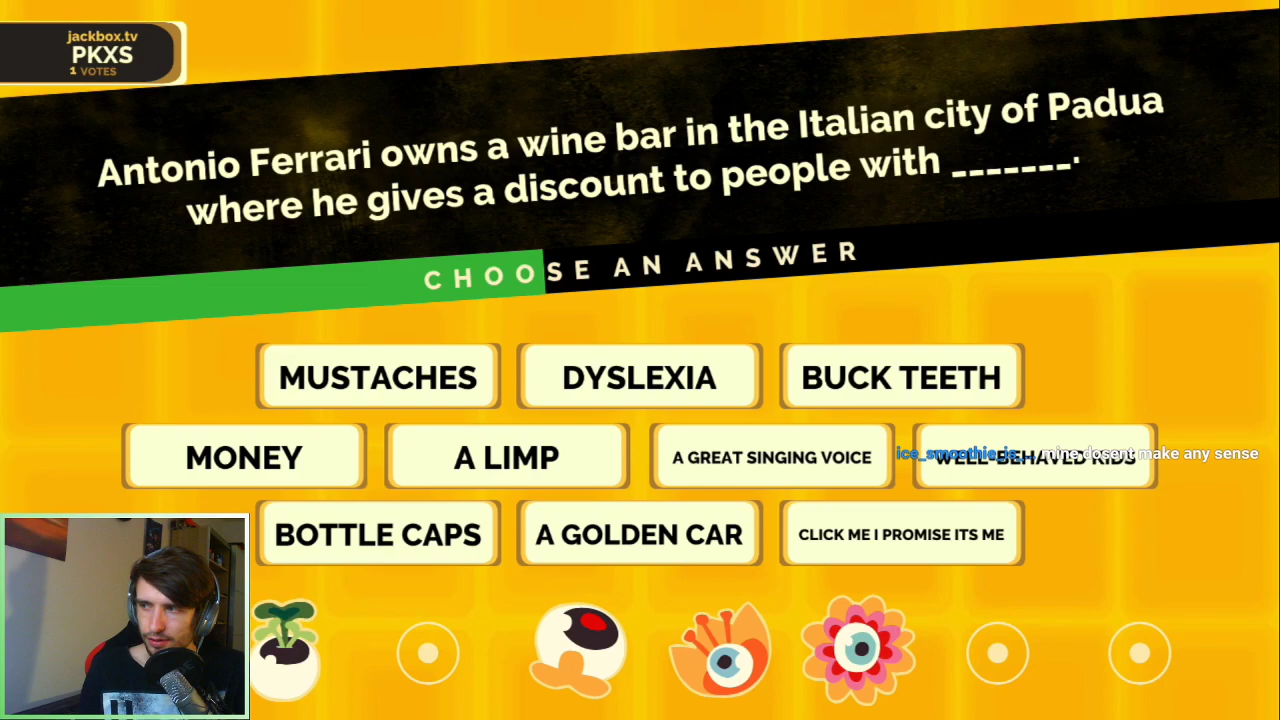 jackbox.tv
PKXS
1 VOTES
Antonio Ferrari owns a wine bar in the Italian city of Padua
where he gives a discount to people with _______.
CHOOSE AN ANSWER
MUSTACHES
DYSLEXIA
BUCK TEETH
MONEY
A LIMP
A GREAT SINGING VOICE
WELL-BEHAVED KIDS
mine dosent make any sense
BOTTLE CAPS
A GOLDEN CAR
CLICK ME I PROMISE ITS ME